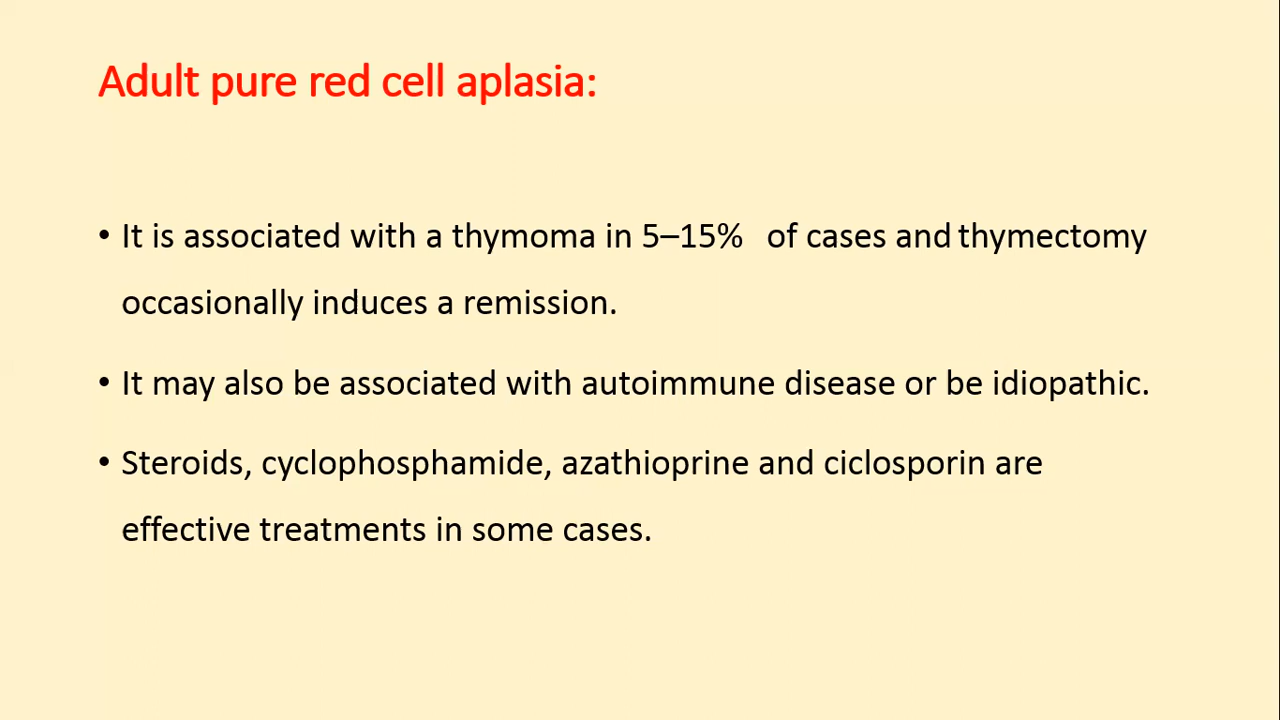 Adult pure red cell aplasia:
• It is associated with a thymoma in 5–15% of cases and thymectomy
occasionally induces a remission.
• It may also be associated with autoimmune disease or be idiopathic.
• Steroids, cyclophosphamide, azathioprine and ciclosporin are
effective treatments in some cases.